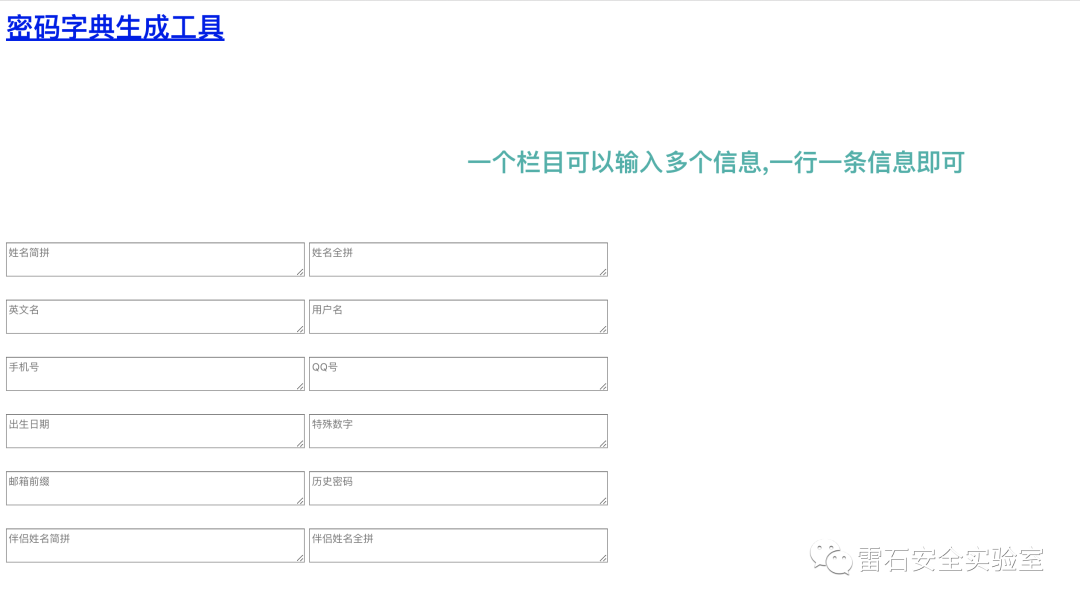 密码字典生成工具
一个栏目可以输入多个信息,一行一条信息即可
姓名简拼 姓名全拼
英文名 用户名
手机号 QQ号
出生日期 特殊数字
邮箱前缀 历史密码
伴侣姓名简拼 伴侣姓名全拼
雷石安全实验室